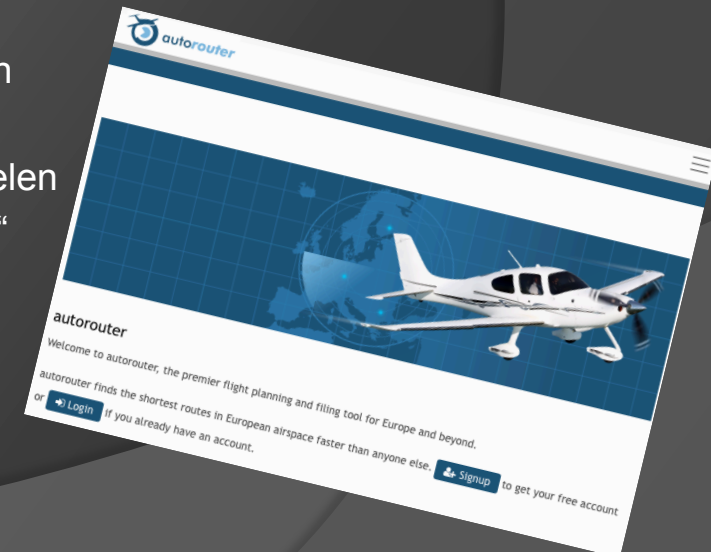 autorouter
autorouter
Welcome to autorouter, the premier flight planning and filing tool for Europe and beyond.
autorouter finds the shortest routes in European airspace faster than anyone else. Signup to get your free account
or Login if you already have an account.
n
elen
“